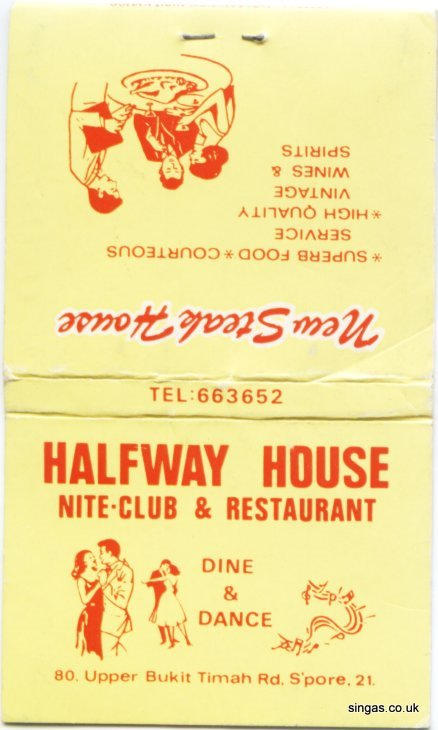 New Steak House
* SUPERB FOOD * COURTEOUS
SERVICE
* HIGH QUALITY
VINTAGE
WINES &
SPIRITS
TEL:663652
HALFWAY HOUSE
NITE-CLUB & RESTAURANT
DINE
&
DANCE
80, Upper Bukit Timah Rd, S'pore, 21.
singas.co.uk